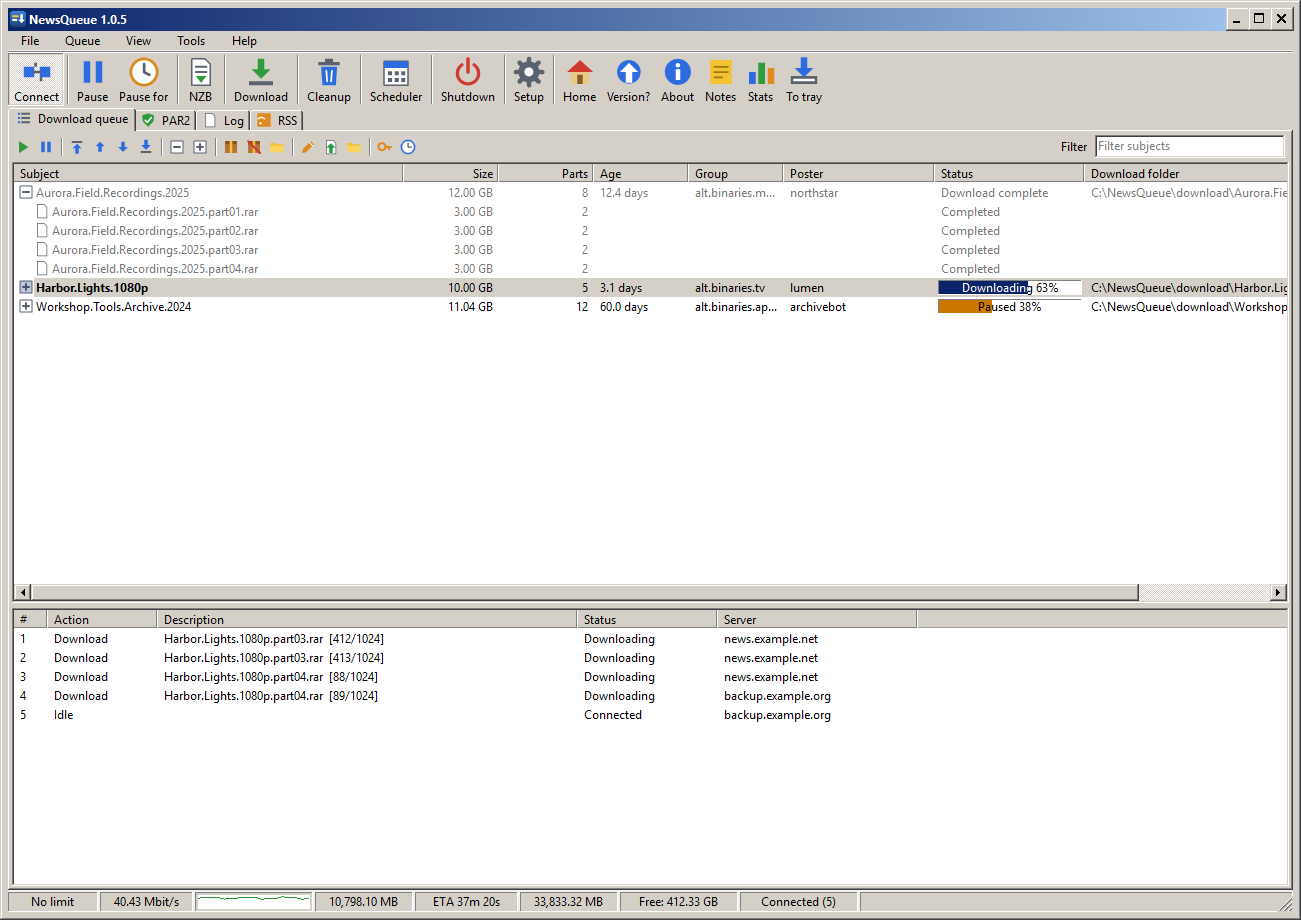 NewsQueue 1.0.5
File Queue View Tools Help
Connect Pause Pause for NZB Download Cleanup Scheduler Shutdown Setup Home Version? About Notes Stats To tray
Download queue PAR2 Log RSS
Filter Filter subjects
Subject Size Parts Age Group Poster Status Download folder
Aurora.Field.Recordings.2025 12.00 GB 8 12.4 days alt.binaries.m... northstar Download complete C:\NewsQueue\download\Aurora.Fie
Aurora.Field.Recordings.2025.part01.rar 3.00 GB 2 Completed
Aurora.Field.Recordings.2025.part02.rar 3.00 GB 2 Completed
Aurora.Field.Recordings.2025.part03.rar 3.00 GB 2 Completed
Aurora.Field.Recordings.2025.part04.rar 3.00 GB 2 Completed
Harbor.Lights.1080p 10.00 GB 5 3.1 days alt.binaries.tv lumen Downloading 63% C:\NewsQueue\download\Harbor.Lig
Workshop.Tools.Archive.2024 11.04 GB 12 60.0 days alt.binaries.ap... archivebot Paused 38% C:\NewsQueue\download\Workshop
# Action Description Status Server
1 Download Harbor.Lights.1080p.part03.rar [412/1024] Downloading news.example.net
2 Download Harbor.Lights.1080p.part03.rar [413/1024] Downloading news.example.net
3 Download Harbor.Lights.1080p.part04.rar [88/1024] Downloading news.example.net
4 Download Harbor.Lights.1080p.part04.rar [89/1024] Downloading backup.example.org
5 Idle Connected backup.example.org
No limit 40.43 Mbit/s 10,798.10 MB ETA 37m 20s 33,833.32 MB Free: 412.33 GB Connected (5)